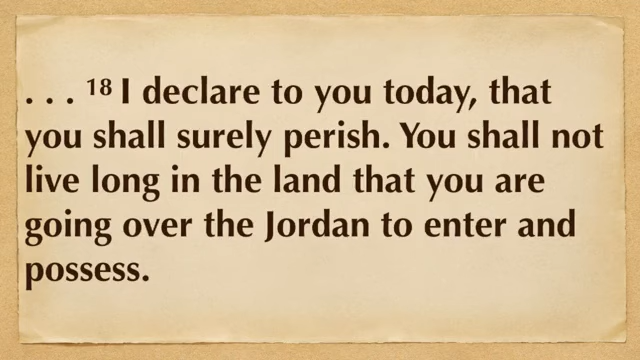 . . . ¹⁸ I declare to you today, that
you shall surely perish. You shall not
live long in the land that you are
going over the Jordan to enter and
possess.